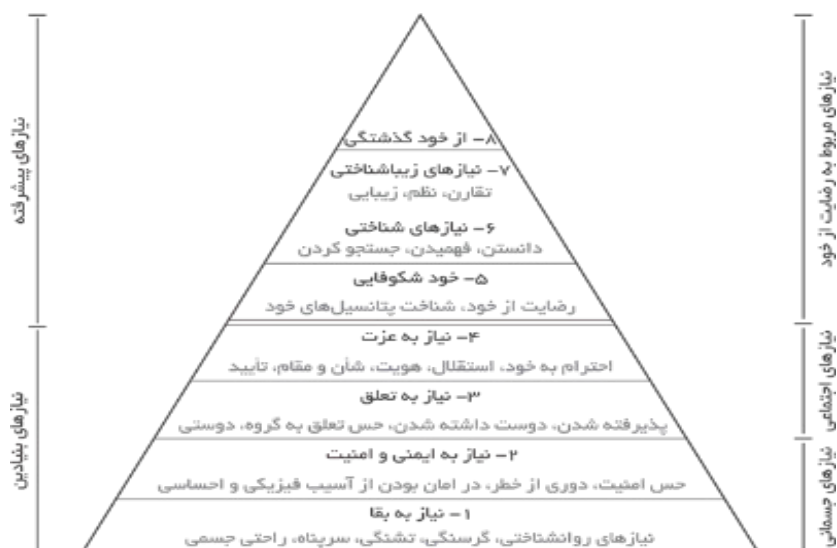 ۸- از خود گذشتگی
۷- نیازهای زیباشناختی
تقارن، نظم، زیبایی
۶- نیازهای شناختی
دانستن، فهمیدن، جستجو کردن
۵- خود شکوفایی
رضایت از خود، شناخت پتانسیل‌های خود
۴- نیاز به عزت
احترام به خود، استقلال، هویت، شأن و مقام، تأیید
۳- نیاز به تعلق
پذیرفته شدن، دوست داشته شدن، حس تعلق به گروه، دوستی
۲- نیاز به ایمنی و امنیت
حس امنیت، دوری از خطر، در امان بودن از آسیب فیزیکی و احساسی
۱- نیاز به بقا
نیازهای روانشناختی، گرسنگی، تشنگی، سرپناه، راحتی جسمی
نیازهای مربوط به رضایت از خود
نیازهای اجتماعی
نیازهای جسمانی
نیازهای پیشرفته
نیازهای بنیادین